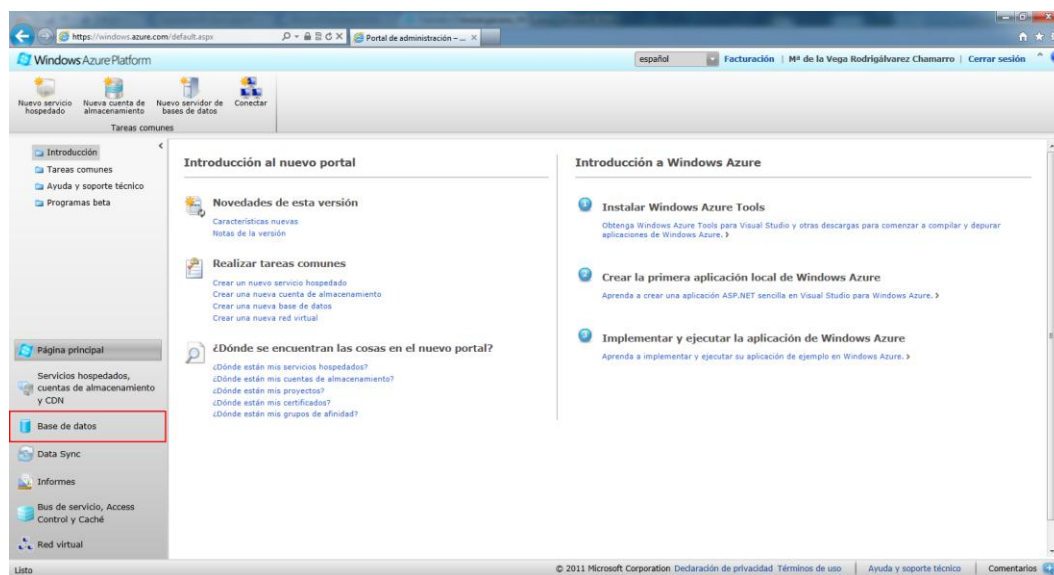 https://windows.azure.com/default.aspx
Portal de administración – ...
Windows Azure Platform
español
Facturación | Mª de la Vega Rodrigálvarez Chamarro | Cerrar sesión
Nuevo servicio hospedado
Nueva cuenta de almacenamiento
Nuevo servidor de bases de datos
Conectar
Tareas comunes
Introducción
Tareas comunes
Ayuda y soporte técnico
Programas beta
Página principal
Servicios hospedados,
cuentas de almacenamiento
y CDN
Base de datos
Data Sync
Informes
Bus de servicio, Access
Control y Caché
Red virtual
Introducción al nuevo portal
Novedades de esta versión
Características nuevas
Notas de la versión
Realizar tareas comunes
Crear un nuevo servicio hospedado
Crear una nueva cuenta de almacenamiento
Crear una nueva base de datos
Crear una nueva red virtual
¿Dónde se encuentran las cosas en el nuevo portal?
¿Dónde están mis servicios hospedados?
¿Dónde están mis cuentas de almacenamiento?
¿Dónde están mis proyectos?
¿Dónde están mis certificados?
¿Dónde están mis grupos de afinidad?
Introducción a Windows Azure
1
Instalar Windows Azure Tools
Obtenga Windows Azure Tools para Visual Studio y otras descargas para comenzar a compilar y depurar
aplicaciones de Windows Azure.
2
Crear la primera aplicación local de Windows Azure
Aprenda a crear una aplicación ASP.NET sencilla en Visual Studio para Windows Azure.
3
Implementar y ejecutar la aplicación de Windows Azure
Aprenda a implementar y ejecutar su aplicación de ejemplo en Windows Azure.
Listo
© 2011 Microsoft Corporation Declaración de privacidad Términos de uso | Ayuda y soporte técnico | Comentarios